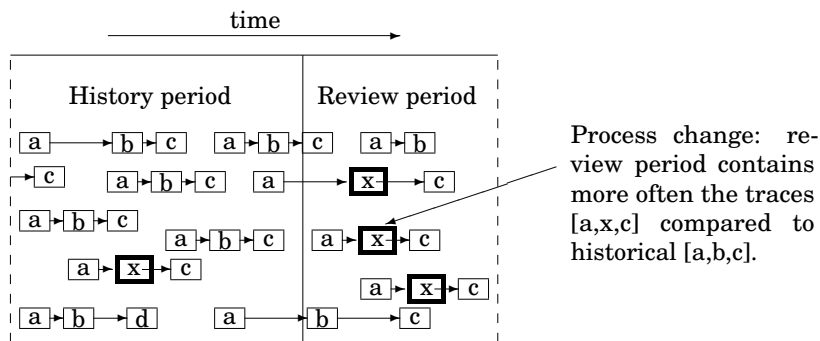 time
History period Review period
a b c a b c a b
c a b c a x c
a b c a b c a x c
a x c a x c
a b d a b c
Process change: re-
view period contains
more often the traces
[a,x,c] compared to
historical [a,b,c].